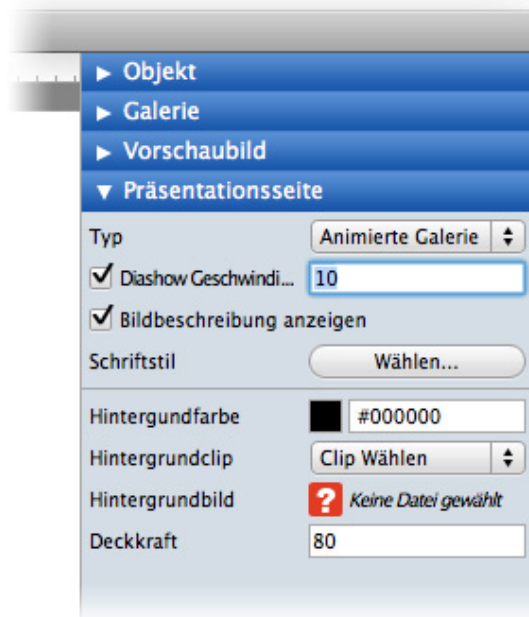 Objekt
Galerie
Vorschaubild
Präsentationsseite
Typ Animierte Galerie
Diashow Geschwindi... 10
Bildbeschreibung anzeigen
Schriftstil Wählen...
Hintergundfarbe #000000
Hintergrundclip Clip Wählen
Hintergrundbild ? Keine Datei gewählt
Deckkraft 80